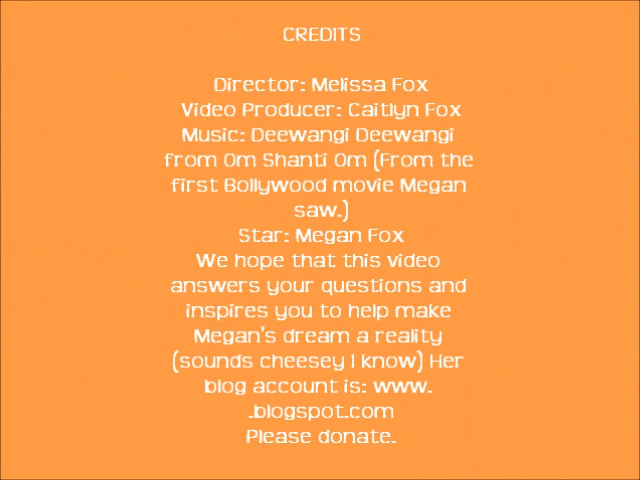 CREDITS
Director: Melissa Fox
Video Producer: Caitlyn Fox
Music: Deewangi Deewangi
from Om Shanti Om (From the
first Bollywood movie Megan
saw.)
Star: Megan Fox
We hope that this video
answers your questions and
inspires you to help make
Megan's dream a reality
(sounds cheesey I know) Her
blog account is: www.
.blogspot.com
Please donate.